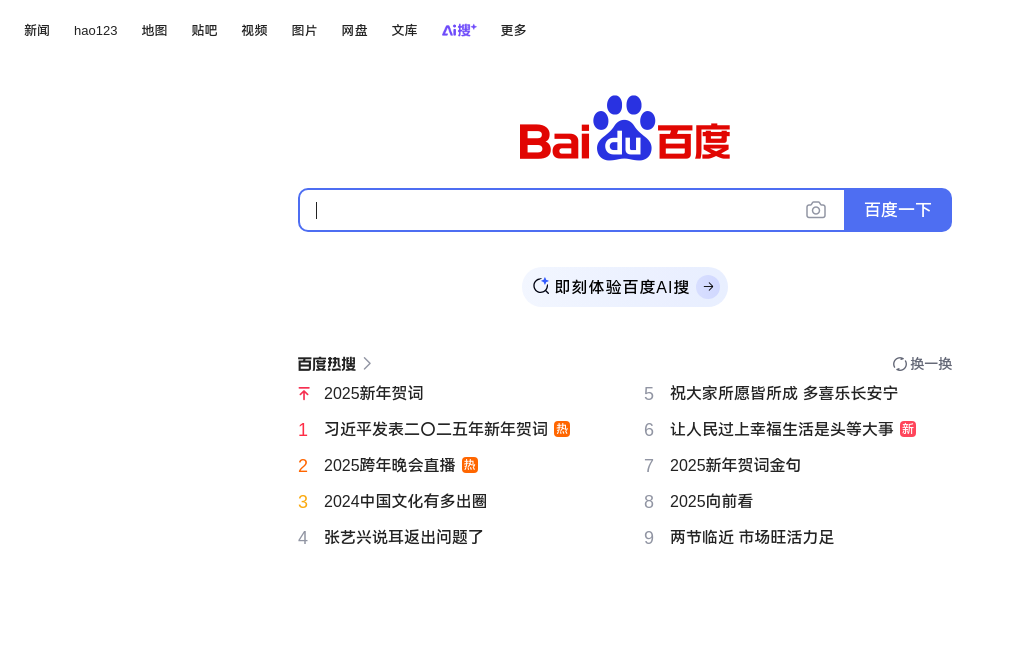 新闻 hao123 地图 贴吧 视频 图片 网盘 文库 Ai搜+ 更多
Bai du 百度
百度一下
即刻体验百度AI搜
百度热搜 换一换
2025新年贺词
1 习近平发表二〇二五年新年贺词 热
2 2025跨年晚会直播 热
3 2024中国文化有多出圈
4 张艺兴说耳返出问题了
5 祝大家所愿皆所成 多喜乐长安宁
6 让人民过上幸福生活是头等大事 新
7 2025新年贺词金句
8 2025向前看
9 两节临近 市场旺活力足